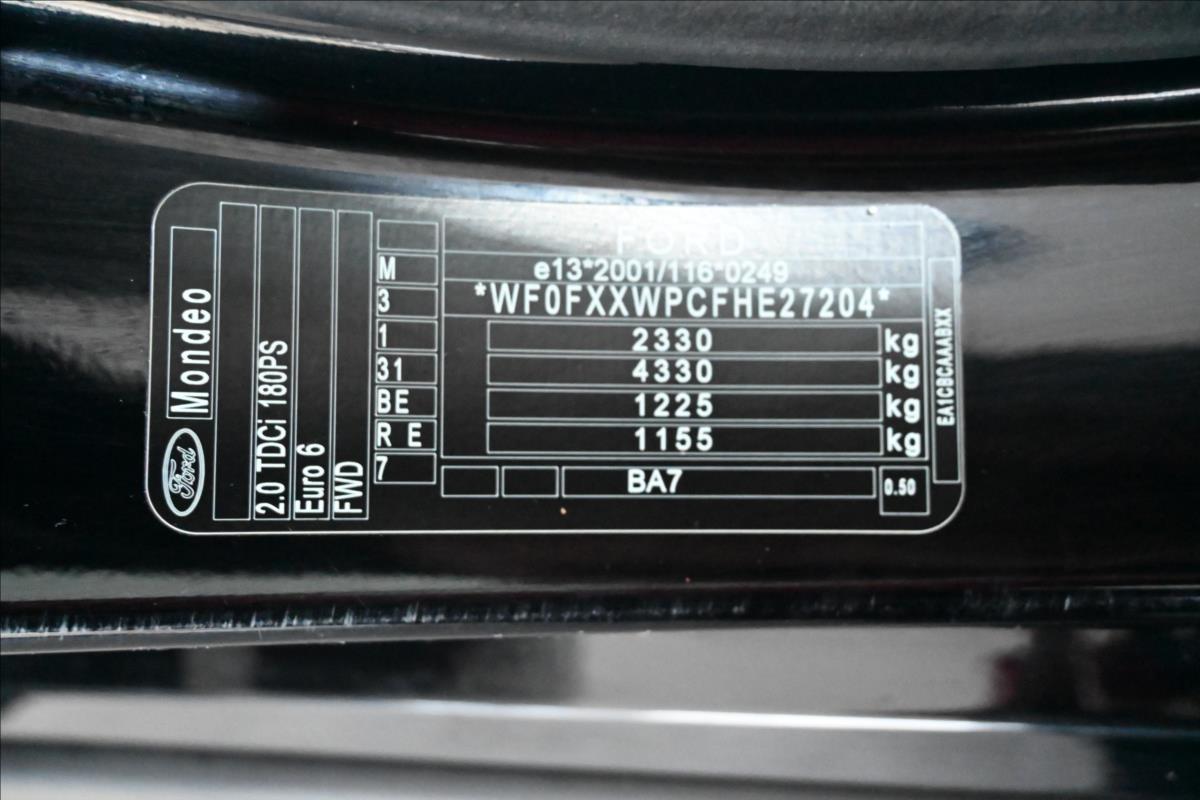 Ford
Mondeo
2.0 TDCi 180PS
Euro 6
FWD
M
3
1
31
BE
R E
7
FORD
e13*2001/116*0249
*WF0FXXWPCFHE27204*
2330 kg
4330 kg
1225 kg
1155 kg
BA7
0.50
EA1CBCAAABXX